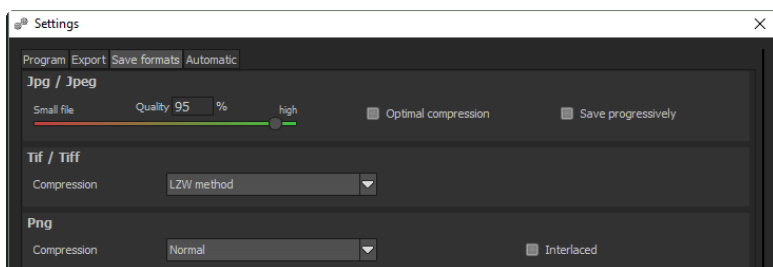 Settings
Program Export Save formats Automatic
Jpg / Jpeg
Small file Quality 95 % high Optimal compression Save progressively
Tif / Tiff
Compression LZW method
Png
Compression Normal Interlaced